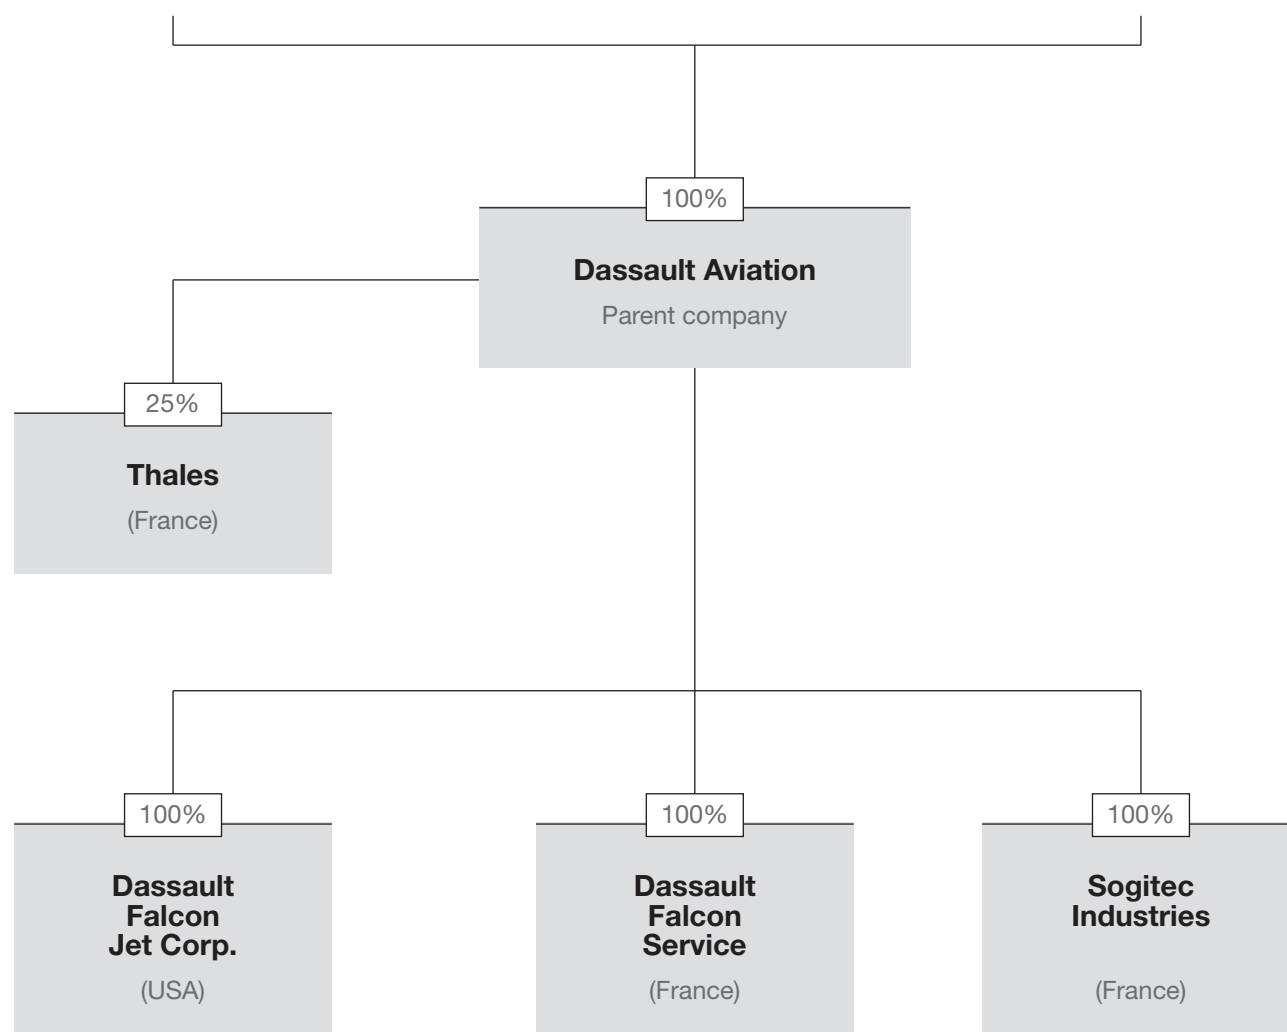 100%
Dassault Aviation
Parent company
25%
Thales
(France)
100%
Dassault
Falcon
Jet Corp.
(USA)
100%
Dassault
Falcon
Service
(France)
100%
Sogitec
Industries
(France)